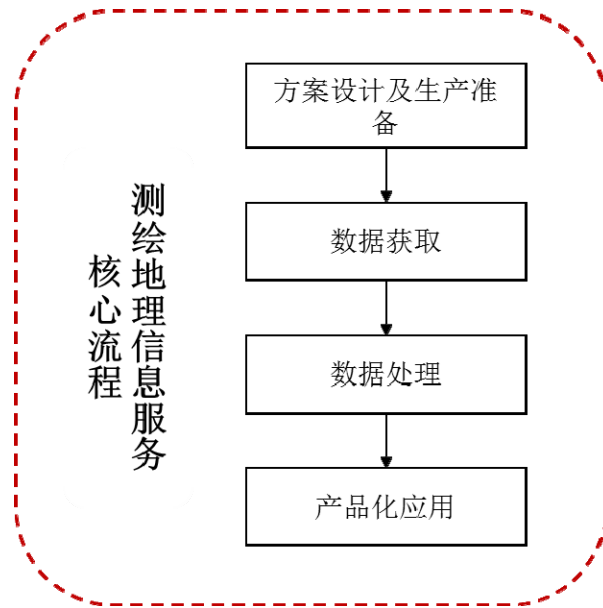 测绘地理信息服务
核心流程
方案设计及生产准
备
数据获取
数据处理
产品化应用